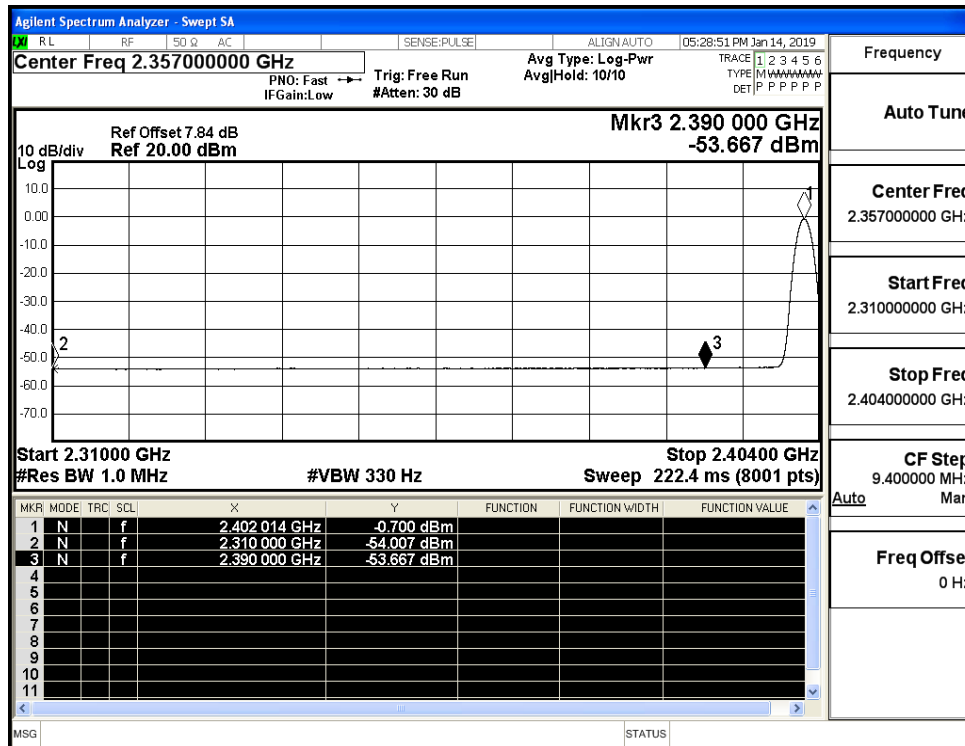 Agilent Spectrum Analyzer - Swept SA
LXI RL RF 50 Ω AC SENSE:PULSE ALIGN AUTO 05:28:51 PM Jan 14, 2019
Center Freq 2.357000000 GHz
PNO: Fast Trig: Free Run Avg Type: Log-Pwr TRACE 1 2 3 4 5 6
IFGain:Low #Atten: 30 dB Avg|Hold: 10/10 TYPE M WWWWW
DET P P P P P P
Ref Offset 7.84 dB Mkr3 2.390 000 GHz
10 dB/div Ref 20.00 dBm -53.667 dBm
Log
10.0
0.00
-10.0
-20.0
-30.0
-40.0
-50.0
-60.0
-70.0
1
2
3
Start 2.31000 GHz Stop 2.40400 GHz
#Res BW 1.0 MHz #VBW 330 Hz Sweep 222.4 ms (8001 pts)
MKR MODE TRC SCL X Y FUNCTION FUNCTION WIDTH FUNCTION VALUE
1 N f 2.402 014 GHz -0.700 dBm
2 N f 2.310 000 GHz -54.007 dBm
3 N f 2.390 000 GHz -53.667 dBm
4
5
6
7
8
9
10
11
MSG STATUS
Frequency
Auto Tune
Center Freq
2.357000000 GHz
Start Freq
2.310000000 GHz
Stop Freq
2.404000000 GHz
CF Step
9.400000 MHz
Auto Man
Freq Offset
0 Hz